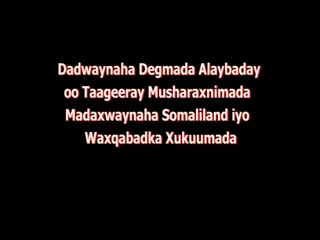 Dadwaynaha Degmada Alaybaday
oo Taageeray Musharaxnimada
Madaxwaynaha Somaliland iyo
Waxqabadka Xukuumada